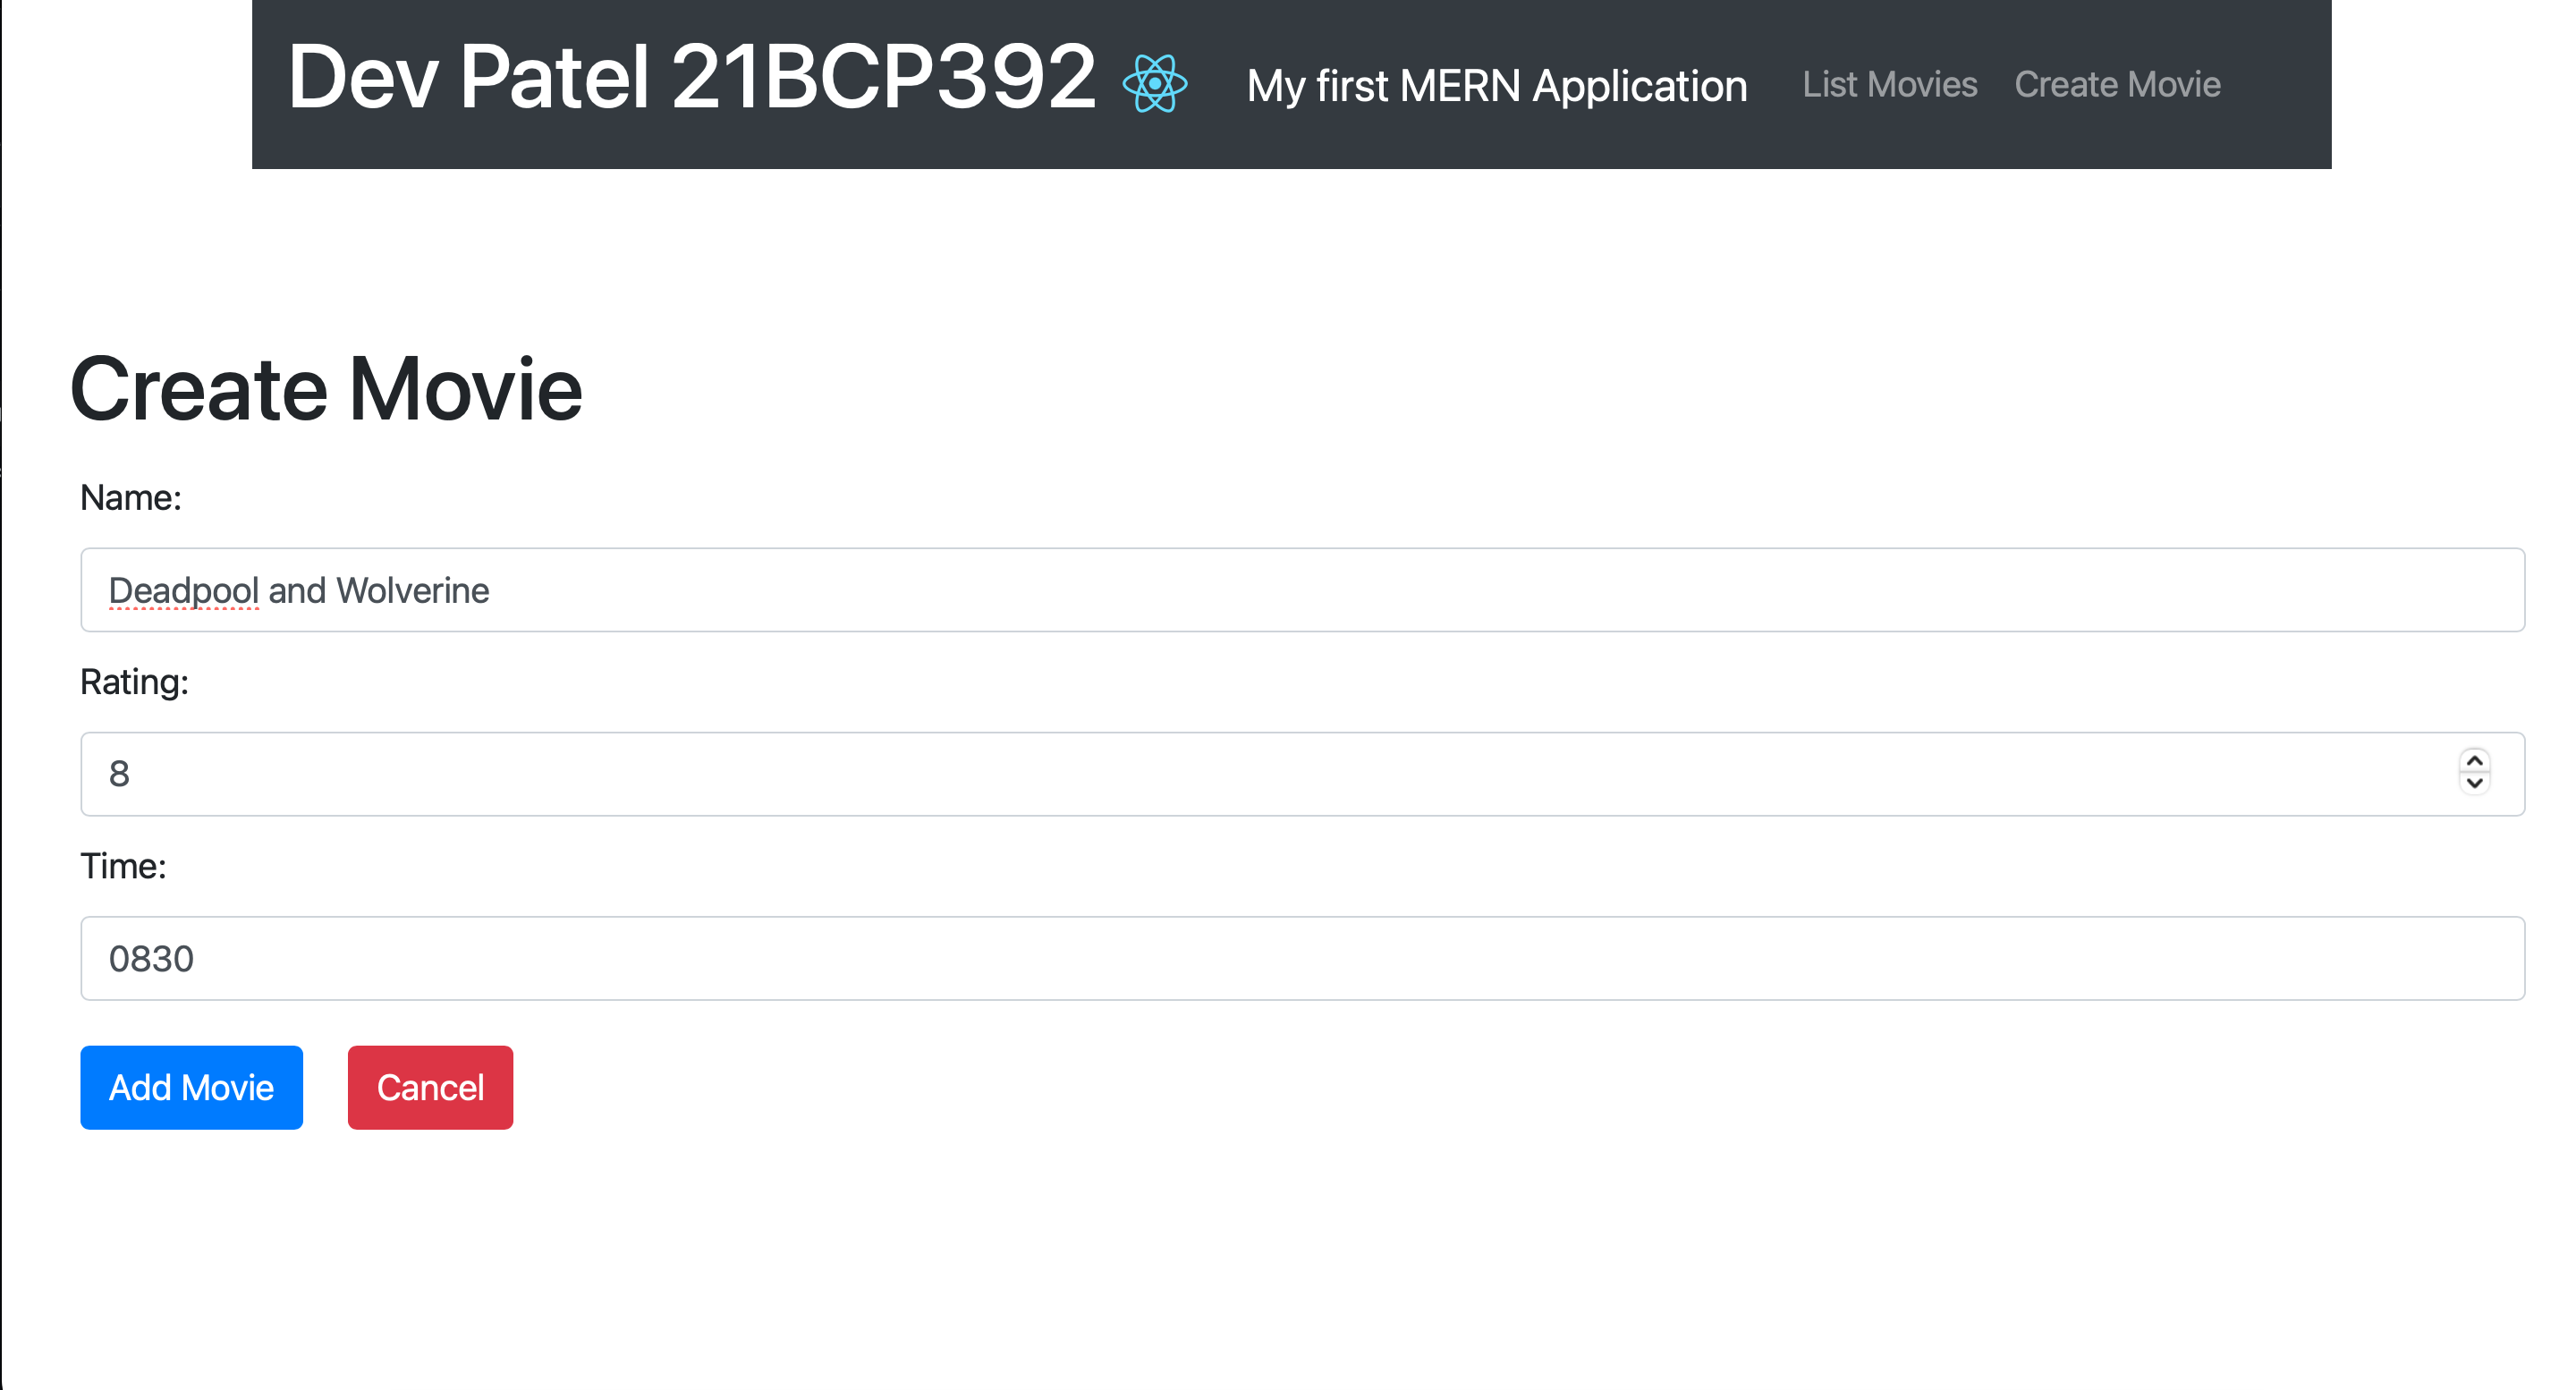 Dev Patel 21BCP392 My first MERN Application List Movies Create Movie
Create Movie
Name:
Deadpool and Wolverine
Rating:
8
Time:
0830
Add Movie Cancel